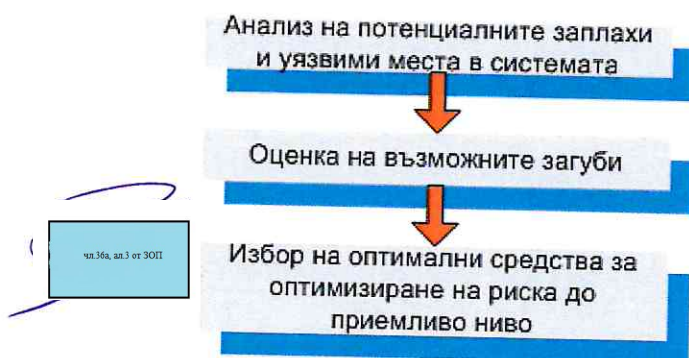 Анализ на потенциалните заплахи
и уязвими места в системата
Оценка на възможните загуби
чл.36а, ал.3 от ЗОП
Избор на оптимални средства за
оптимизиране на риска до
приемливо ниво